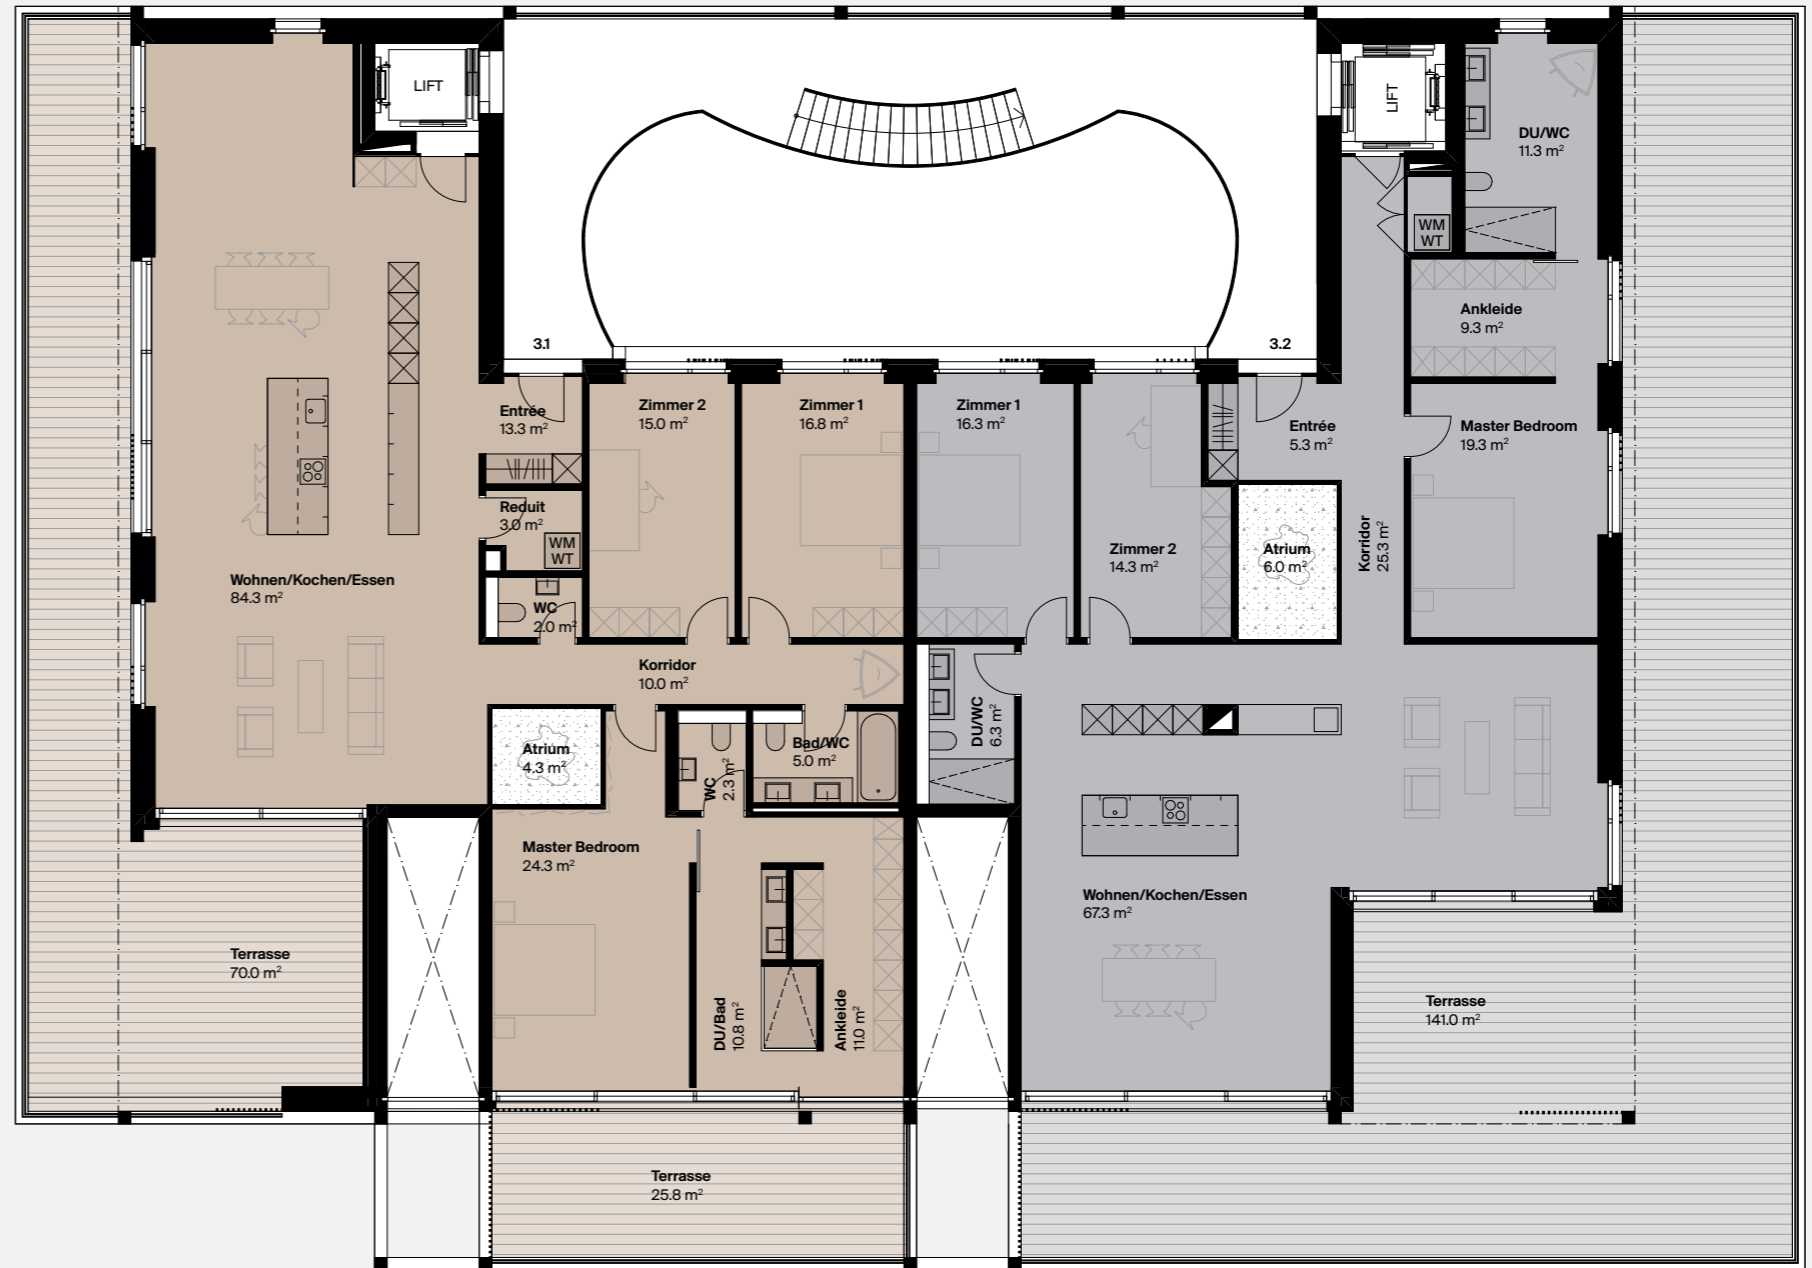 LIFT
LIFT
DU/WC
11.3 m²
WM
WT
Ankleide
9.3 m²
3.1
3.2
Entrée
13.3 m²
Zimmer 2
15.0 m²
Zimmer 1
16.8 m²
Zimmer 1
16.3 m²
Entrée
5.3 m²
Master Bedroom
19.3 m²
Reduit
3.0 m²
WM
WT
Zimmer 2
14.3 m²
Atrium
6.0 m²
Korridor
25.3 m²
Wohnen/Kochen/Essen
84.3 m²
WC
2.0 m²
Korridor
10.0 m²
Atrium
4.3 m²
WC
2.3 m²
Bad/WC
5.0 m²
DU/WC
6.3 m²
Master Bedroom
24.3 m²
Wohnen/Kochen/Essen
67.3 m²
Terrasse
70.0 m²
DU/Bad
10.8 m²
Ankleide
11.0 m²
Terrasse
141.0 m²
Terrasse
25.8 m²